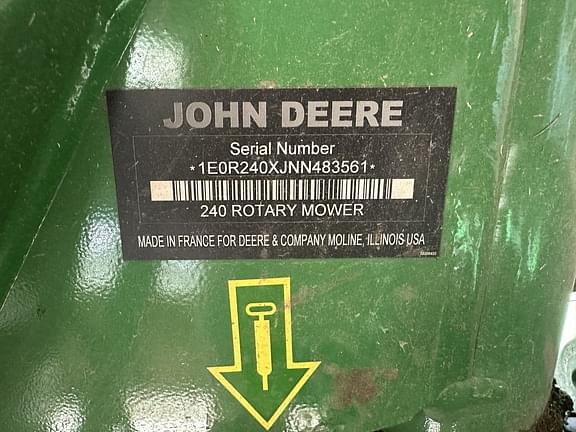 JOHN DEERE
Serial Number
*1E0R240XJNN483561*
240 ROTARY MOWER
MADE IN FRANCE FOR DEERE & COMPANY MOLINE, ILLINOIS USA